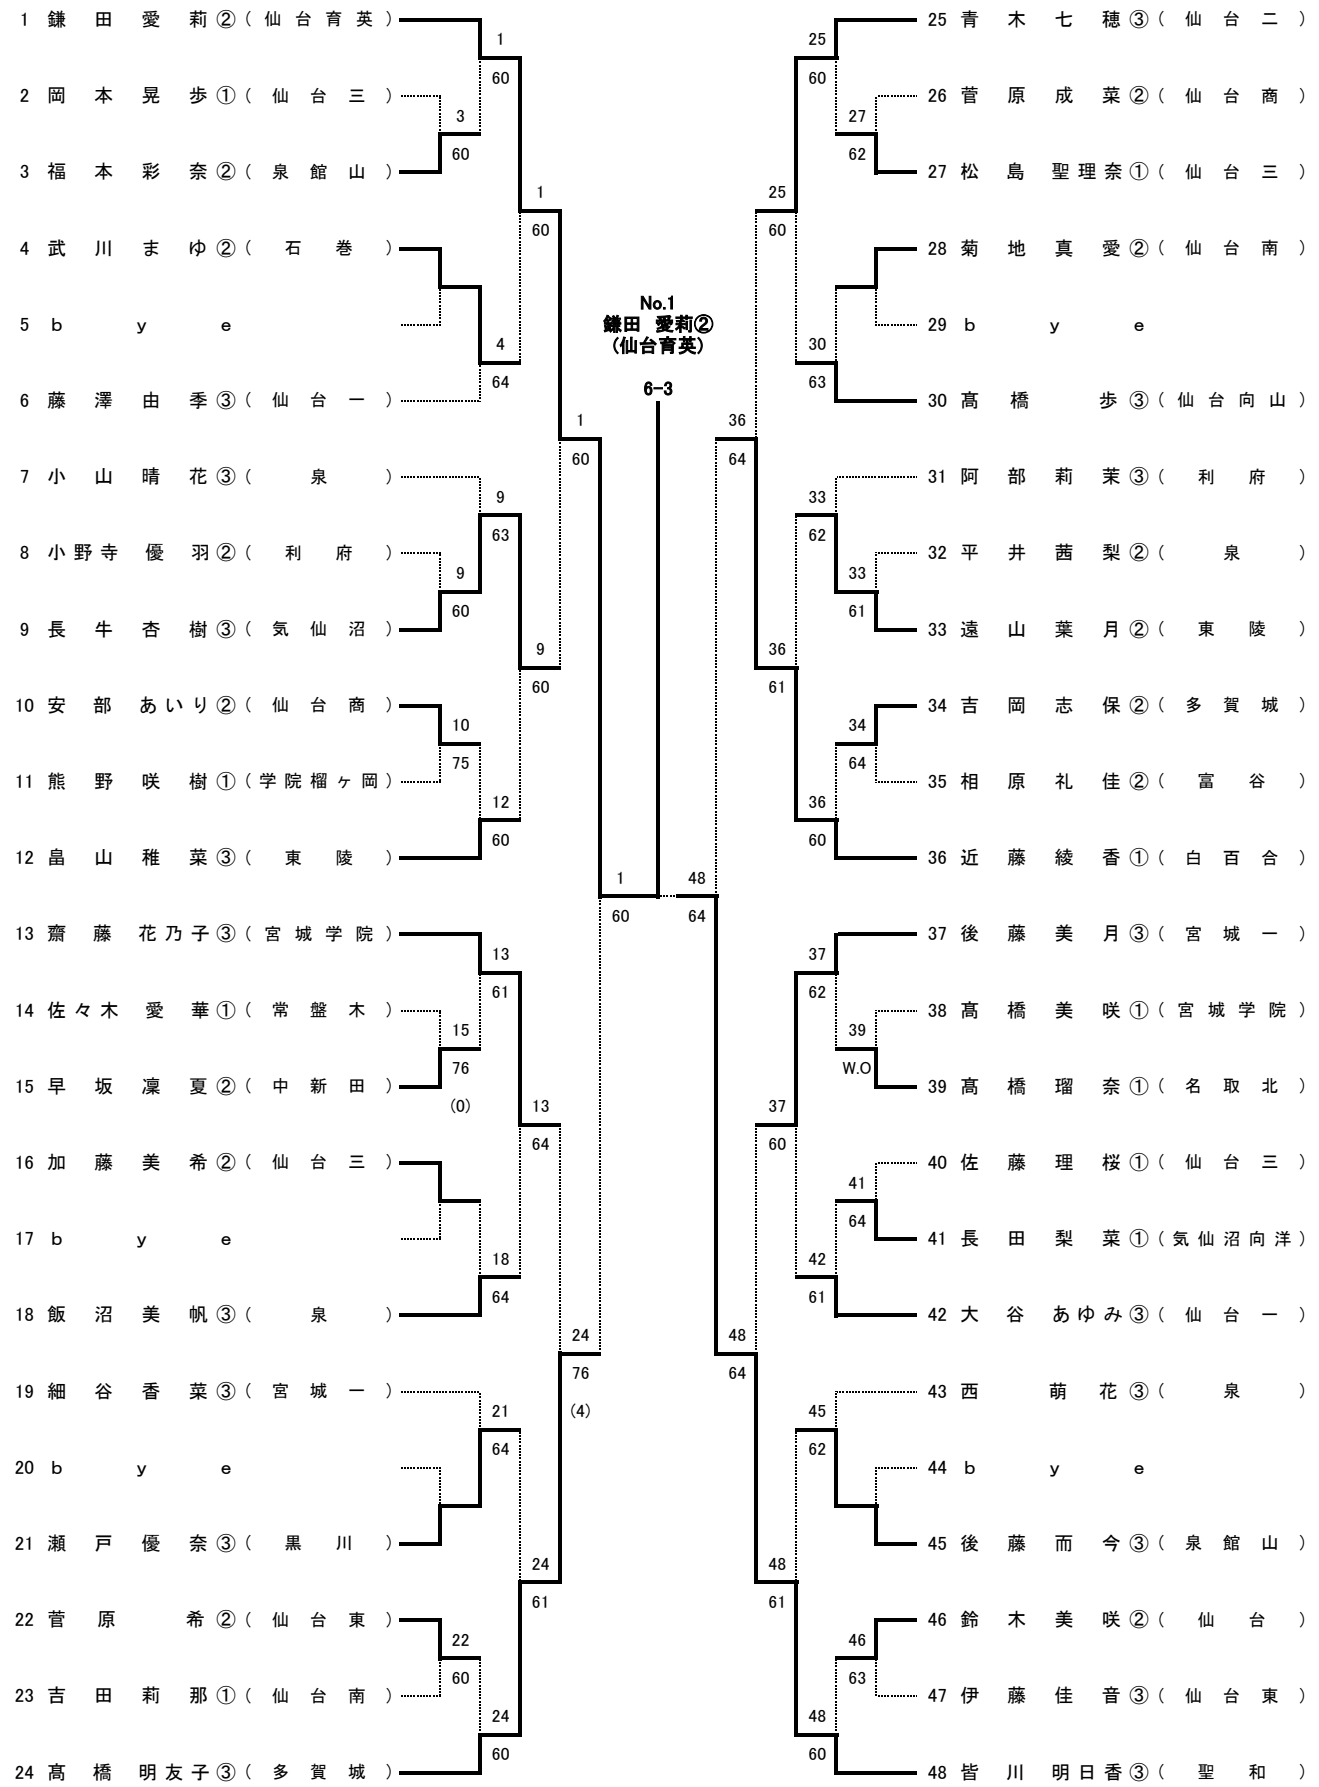 1 鎌田愛莉②(仙台育英)
2 岡本晃歩①(仙台三)
3 福本彩奈②(泉館山)
4 武川まゆ②(石巻)
5 bye
6 藤澤由季③(仙台一)
7 小山晴花③(泉)
8 小野寺優羽②(利府)
9 長牛杏樹③(気仙沼)
10 安部あいり②(仙台商)
11 熊野咲樹①(学院榴ヶ岡)
12 畠山稚菜③(東陵)
13 齋藤花乃子③(宮城学院)
14 佐々木愛華①(常盤木)
15 早坂凜夏②(中新田)
16 加藤美希②(仙台三)
17 bye
18 飯沼美帆③(泉)
19 細谷香菜③(宮城一)
20 bye
21 瀬戸優奈③(黒川)
22 菅原希②(仙台東)
23 吉田莉那①(仙台南)
24 髙橋明友子③(多賀城)
3
60
9
60
10
75
15
76
(0)
22
60
1
60
4
64
9
63
12
60
13
61
18
64
21
64
24
60
1
60
9
60
13
64
24
61
1
60
24
76
(4)
1
60
No.1
鎌田 愛莉②
(仙台育英)
6-3
48
64
36
64
48
64
25
60
36
61
37
60
48
61
25
60
30
63
33
62
36
60
37
62
42
61
45
62
48
60
27
62
33
61
34
64
39
W.O
41
64
46
63
25 青木七穂③(仙台二)
26 菅原成菜②(仙台商)
27 松島聖理奈①(仙台三)
28 菊地真愛②(仙台南)
29 bye
30 髙橋歩③(仙台向山)
31 阿部莉茉③(利府)
32 平井茜梨②(泉)
33 遠山葉月②(東陵)
34 吉岡志保②(多賀城)
35 相原礼佳②(富谷)
36 近藤綾香①(白百合)
37 後藤美月③(宮城一)
38 髙橋美咲①(宮城学院)
39 髙橋瑠奈①(名取北)
40 佐藤理桜①(仙台三)
41 長田梨菜①(気仙沼向洋)
42 大谷あゆみ③(仙台一)
43 西萌花③(泉)
44 bye
45 後藤而今③(泉館山)
46 鈴木美咲②(仙台)
47 伊藤佳音③(仙台東)
48 皆川明日香③(聖和)